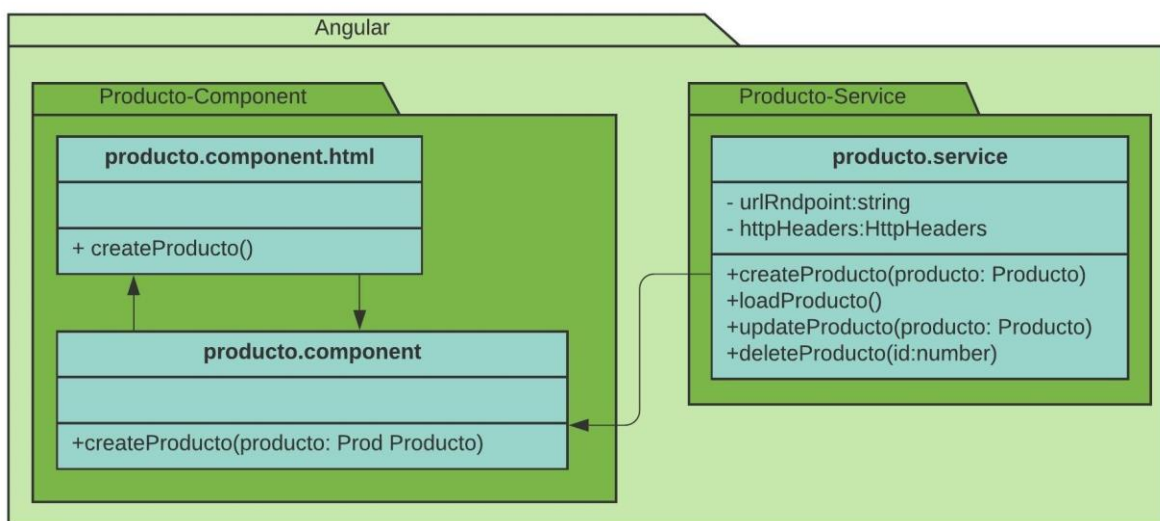 Angular
Producto-Component
producto.component.html
+ createProducto()
producto.component
+createProducto(producto: Prod Producto)
Producto-Service
producto.service
- urlRndpoint:string
- httpHeaders:HttpHeaders
+createProducto(producto: Producto)
+loadProducto()
+updateProducto(producto: Producto)
+deleteProducto(id:number)